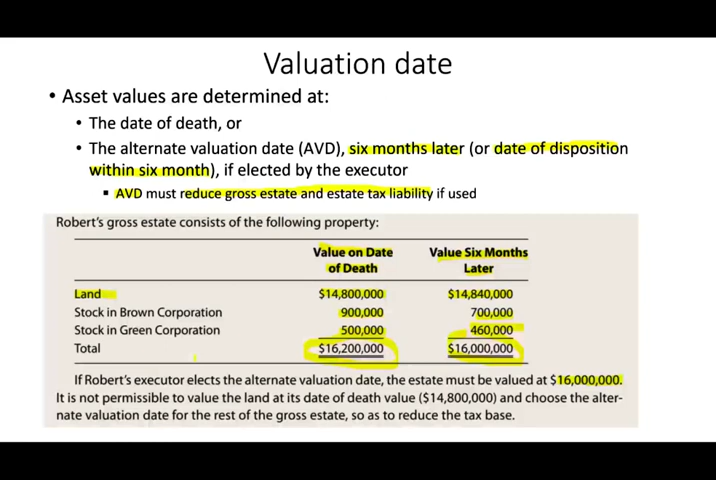 Valuation date
• Asset values are determined at:
• The date of death, or
• The alternate valuation date (AVD), six months later (or date of disposition
within six month), if elected by the executor
▪ AVD must reduce gross estate and estate tax liability if used
Robert's gross estate consists of the following property:
Value on Date Value Six Months
of Death Later
Land $14,800,000 $14,840,000
Stock in Brown Corporation 900,000 700,000
Stock in Green Corporation 500,000 460,000
Total $16,200,000 $16,000,000
If Robert's executor elects the alternate valuation date, the estate must be valued at $16,000,000.
It is not permissible to value the land at its date of death value ($14,800,000) and choose the alter-
nate valuation date for the rest of the gross estate, so as to reduce the tax base.